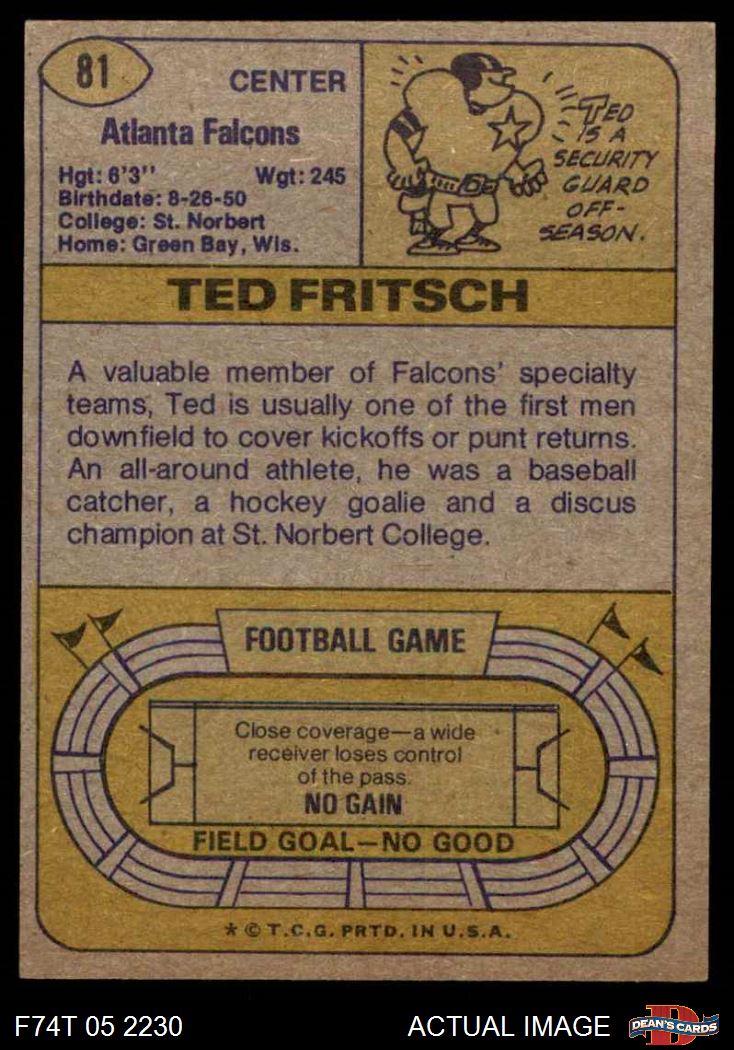 81
CENTER
Atlanta Falcons
Hgt: 6'3" Wgt: 245
Birthdate: 8-26-50
College: St. Norbert
Home: Green Bay, Wis.
TED
IS A
SECURITY
GUARD
OFF-
SEASON.
TED FRITSCH
A valuable member of Falcons' specialty
teams, Ted is usually one of the first men
downfield to cover kickoffs or punt returns.
An all-around athlete, he was a baseball
catcher, a hockey goalie and a discus
champion at St. Norbert College.
FOOTBALL GAME
Close coverage—a wide
receiver loses control
of the pass.
NO GAIN
FIELD GOAL—NO GOOD
* © T.C.G. PRTD. IN U.S.A.
F74T 05 2230 ACTUAL IMAGE
D
DEAN'S CARDS